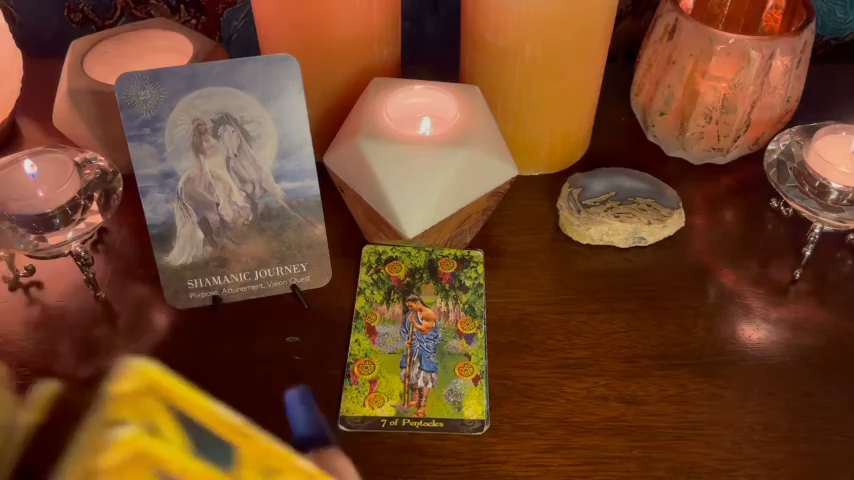 23
SHAMANIC JOURNEY
Purpose, Attunement, Vision Quest
7 of Pentacles